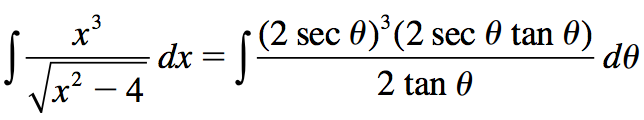 ∫ x³/√(x² − 4) dx = ∫ (2 sec θ)³(2 sec θ tan θ)/(2 tan θ) dθ